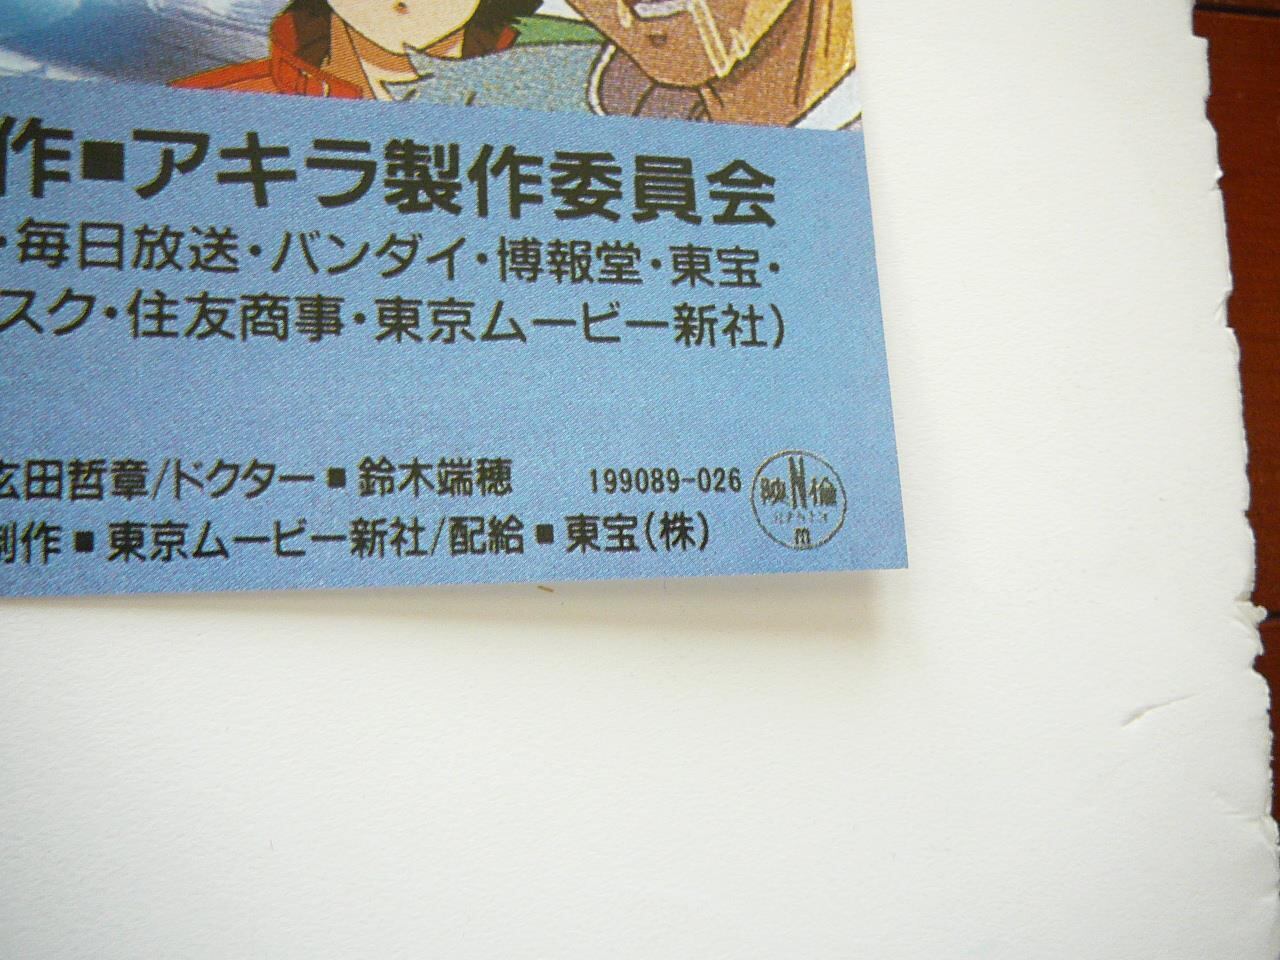 作■アキラ製作委員会
・毎日放送・バンダイ・博報堂・東宝・
スク・住友商事・東京ムービー新社)
玄田哲章/ドクター■鈴木端穂
199089-026
映N倫
m
制作■東京ムービー新社/配給■東宝(株)